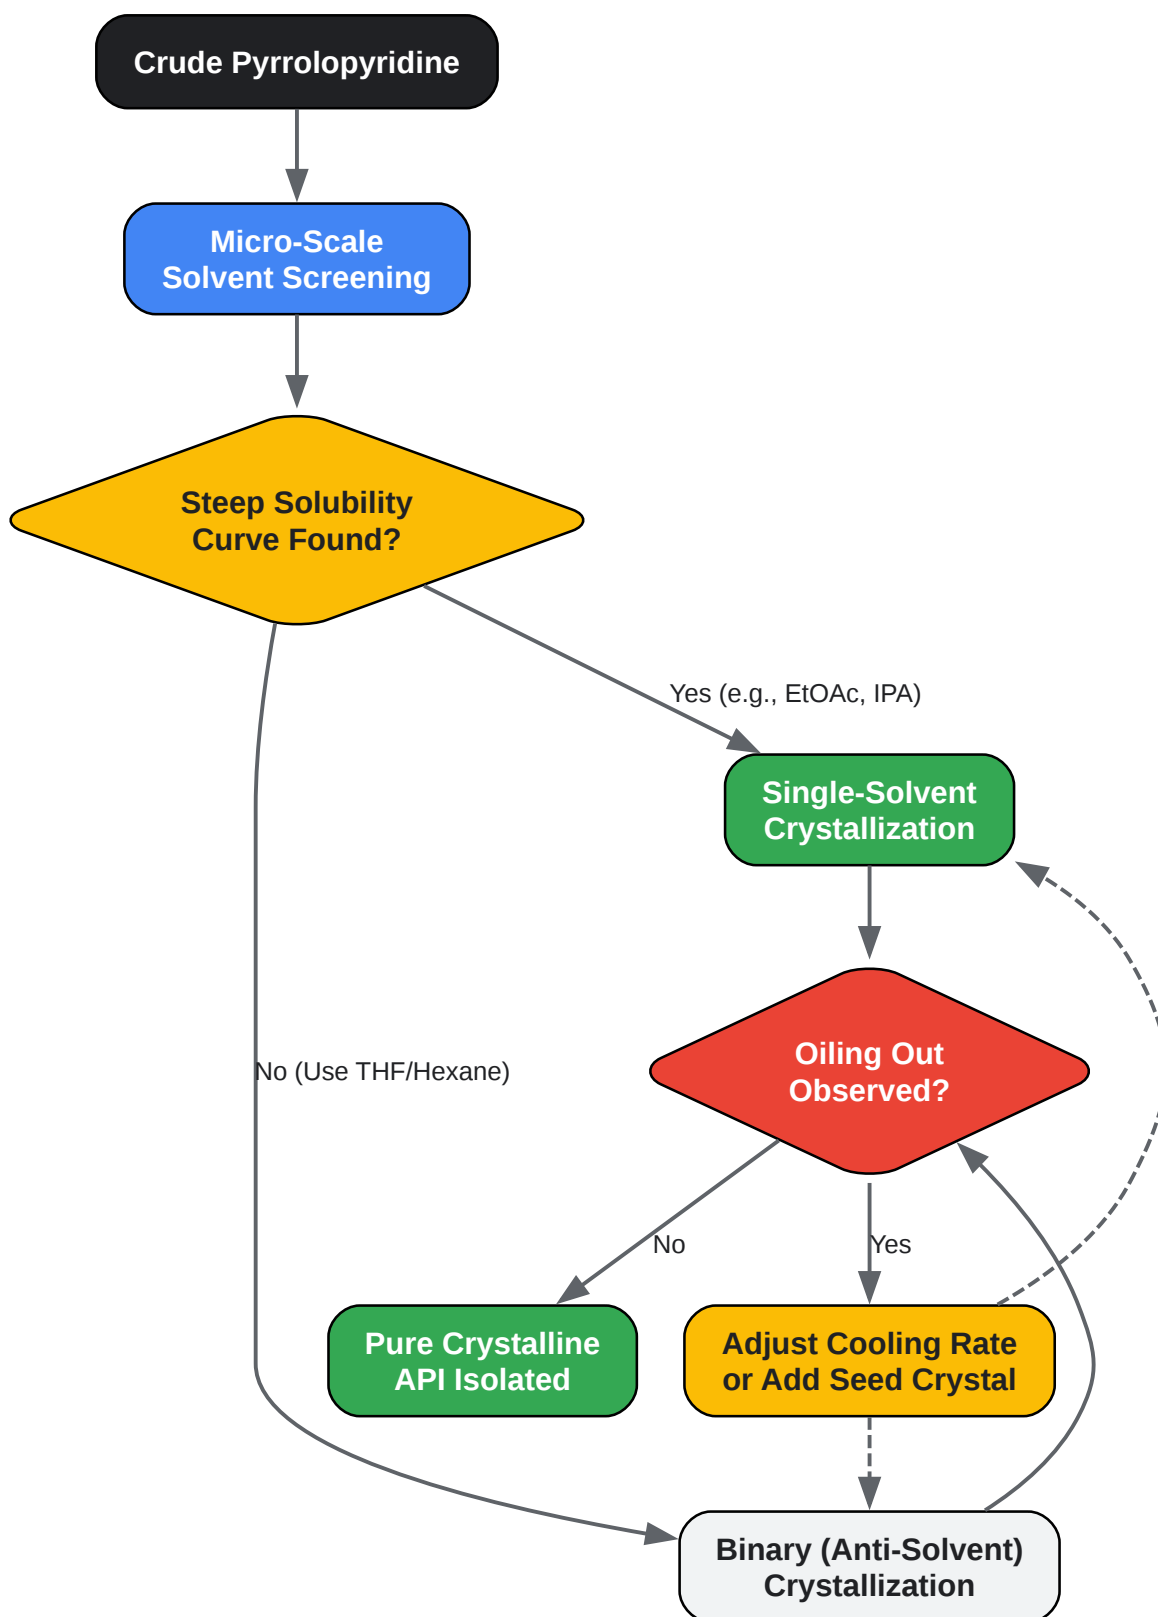 Crude Pyrrolopyridine
Micro-Scale
Solvent Screening
Steep Solubility
Curve Found?
Yes (e.g., EtOAc, IPA)
Single-Solvent
Crystallization
Oiling Out
Observed?
No (Use THF/Hexane)
No
Yes
Pure Crystalline
API Isolated
Adjust Cooling Rate
or Add Seed Crystal
Binary (Anti-Solvent)
Crystallization